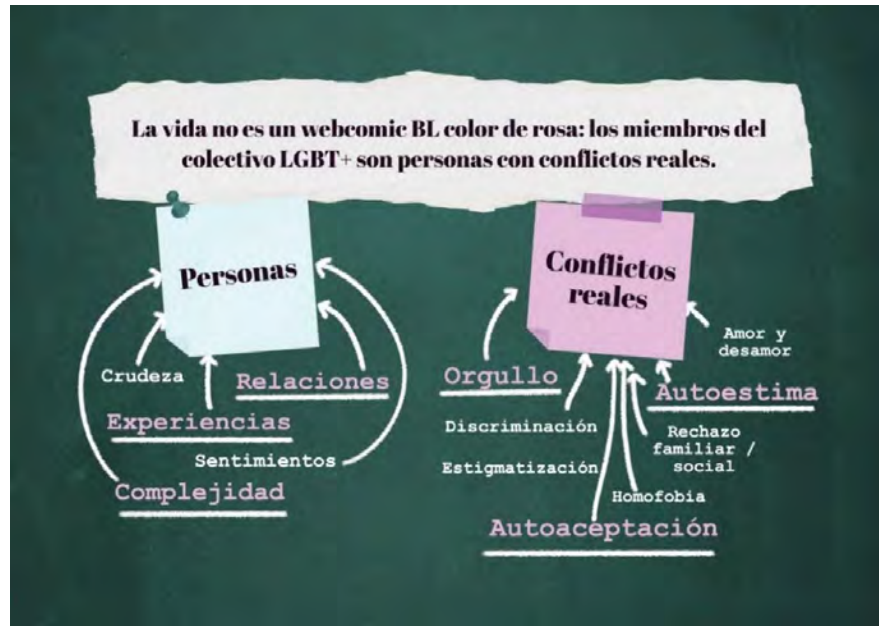 La vida no es un webcomic BL color de rosa: los miembros del
colectivo LGBT+ son personas con conflictos reales.
Personas
Crudeza
Relaciones
Experiencias
Sentimientos
Complejidad
Conflictos
reales
Amor y
desamor
Orgullo
Autoestima
Discriminación
Rechazo
familiar /
social
Estigmatización
Homofobia
Autoaceptación